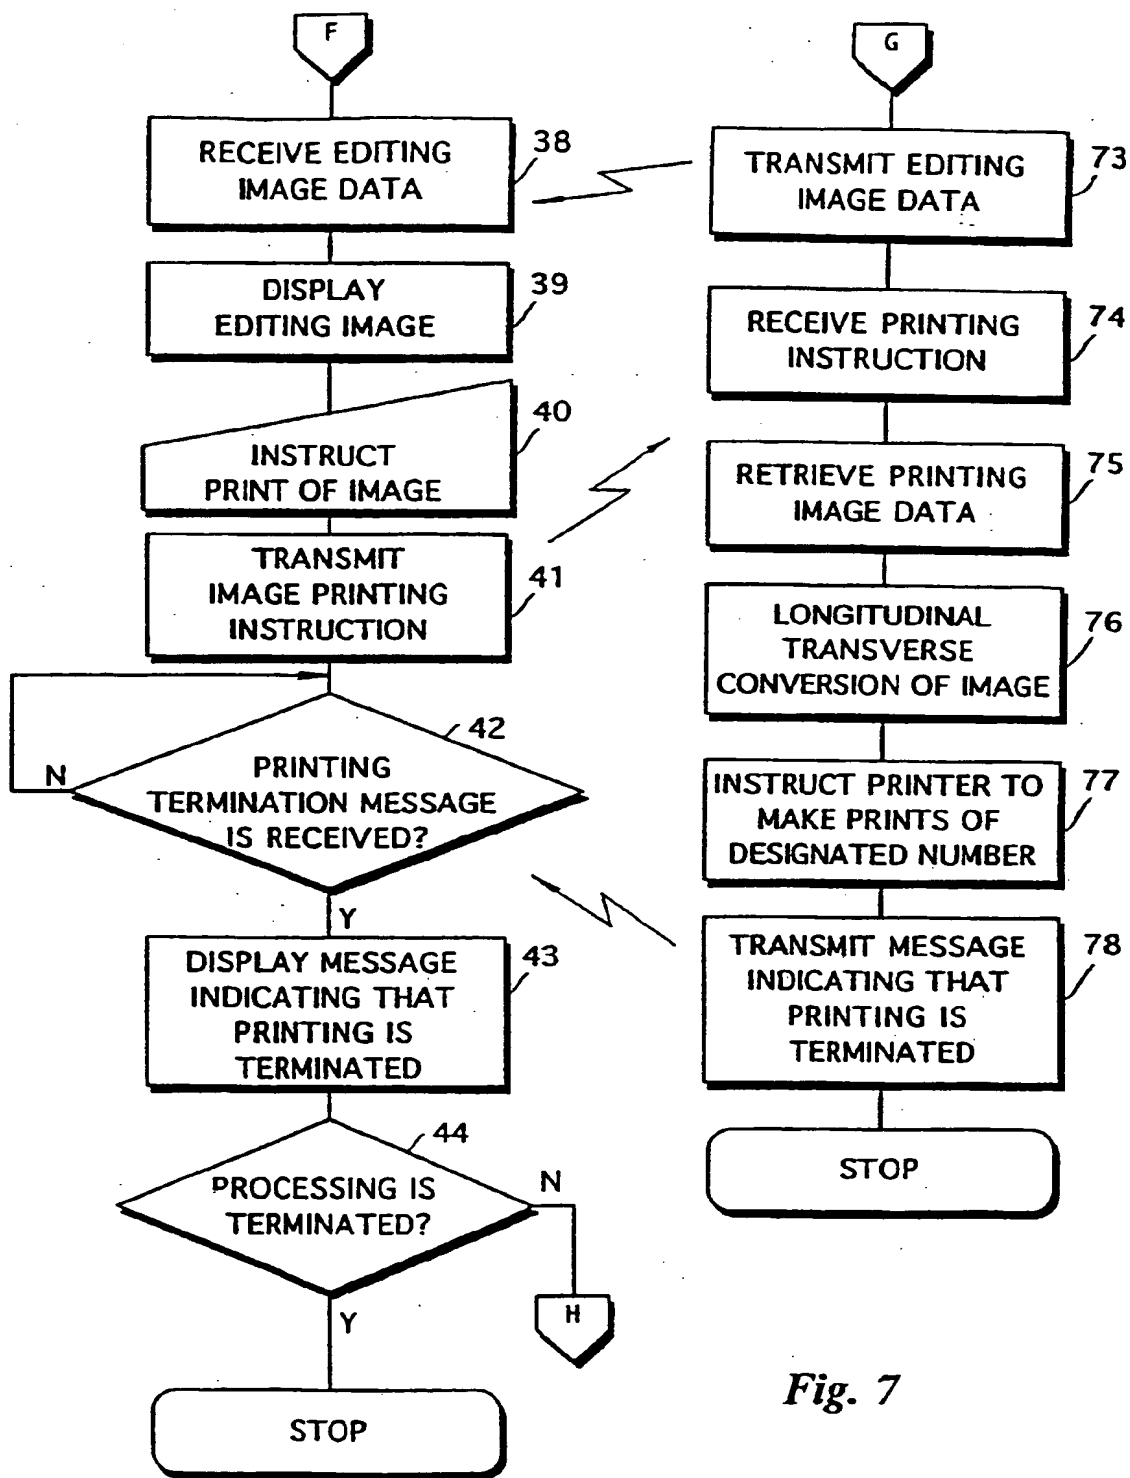 F
RECEIVE EDITING
IMAGE DATA
38
DISPLAY
EDITING IMAGE
39
INSTRUCT
PRINT OF IMAGE
40
TRANSMIT
IMAGE PRINTING
INSTRUCTION
41
42
PRINTING
TERMINATION MESSAGE
IS RECEIVED?
N
Y
DISPLAY MESSAGE
INDICATING THAT
PRINTING IS
TERMINATED
43
44
PROCESSING IS
TERMINATED?
N
H
Y
STOP
G
TRANSMIT EDITING
IMAGE DATA
73
RECEIVE PRINTING
INSTRUCTION
74
RETRIEVE PRINTING
IMAGE DATA
75
LONGITUDINAL
TRANSVERSE
CONVERSION OF IMAGE
76
INSTRUCT PRINTER TO
MAKE PRINTS OF
DESIGNATED NUMBER
77
TRANSMIT MESSAGE
INDICATING THAT
PRINTING IS
TERMINATED
78
STOP
Fig. 7